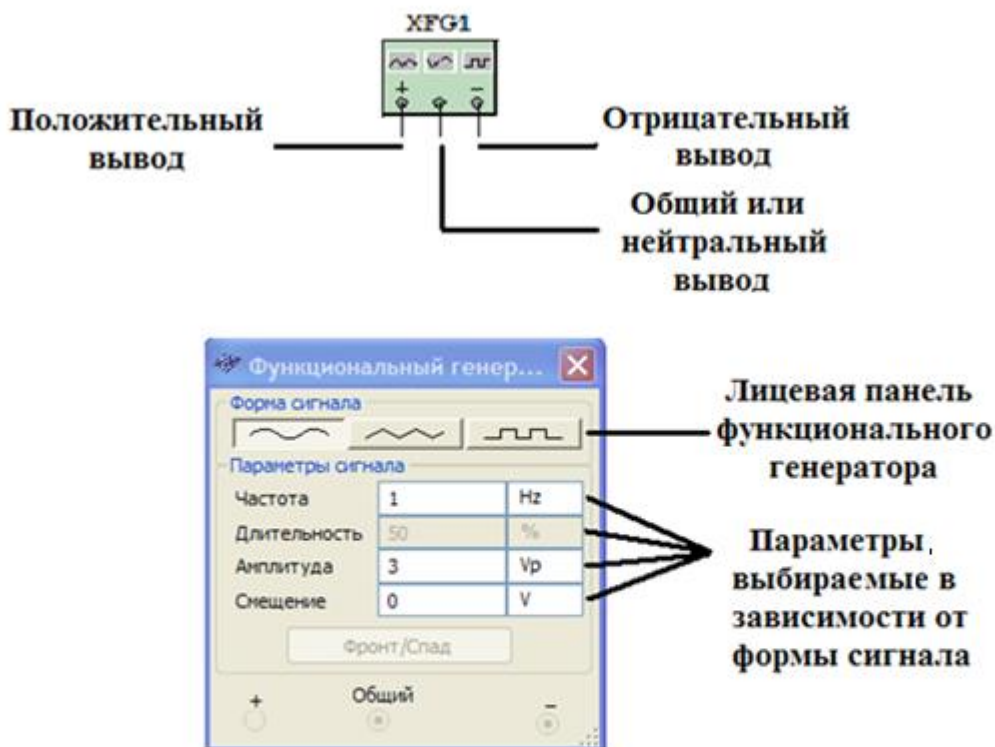 XFG1
+
−
Положительный
вывод
Отрицательный
вывод
Общий или
нейтральный
вывод
Функциональный генер...
Форма сигнала
Параметры сигнала
Частота 1 Hz
Длительность 50 %
Амплитуда 3 Vp
Смещение 0 V
Фронт/Спад
+ Общий −
Лицевая панель
функционального
генератора
Параметры,
выбираемые в
зависимости от
формы сигнала